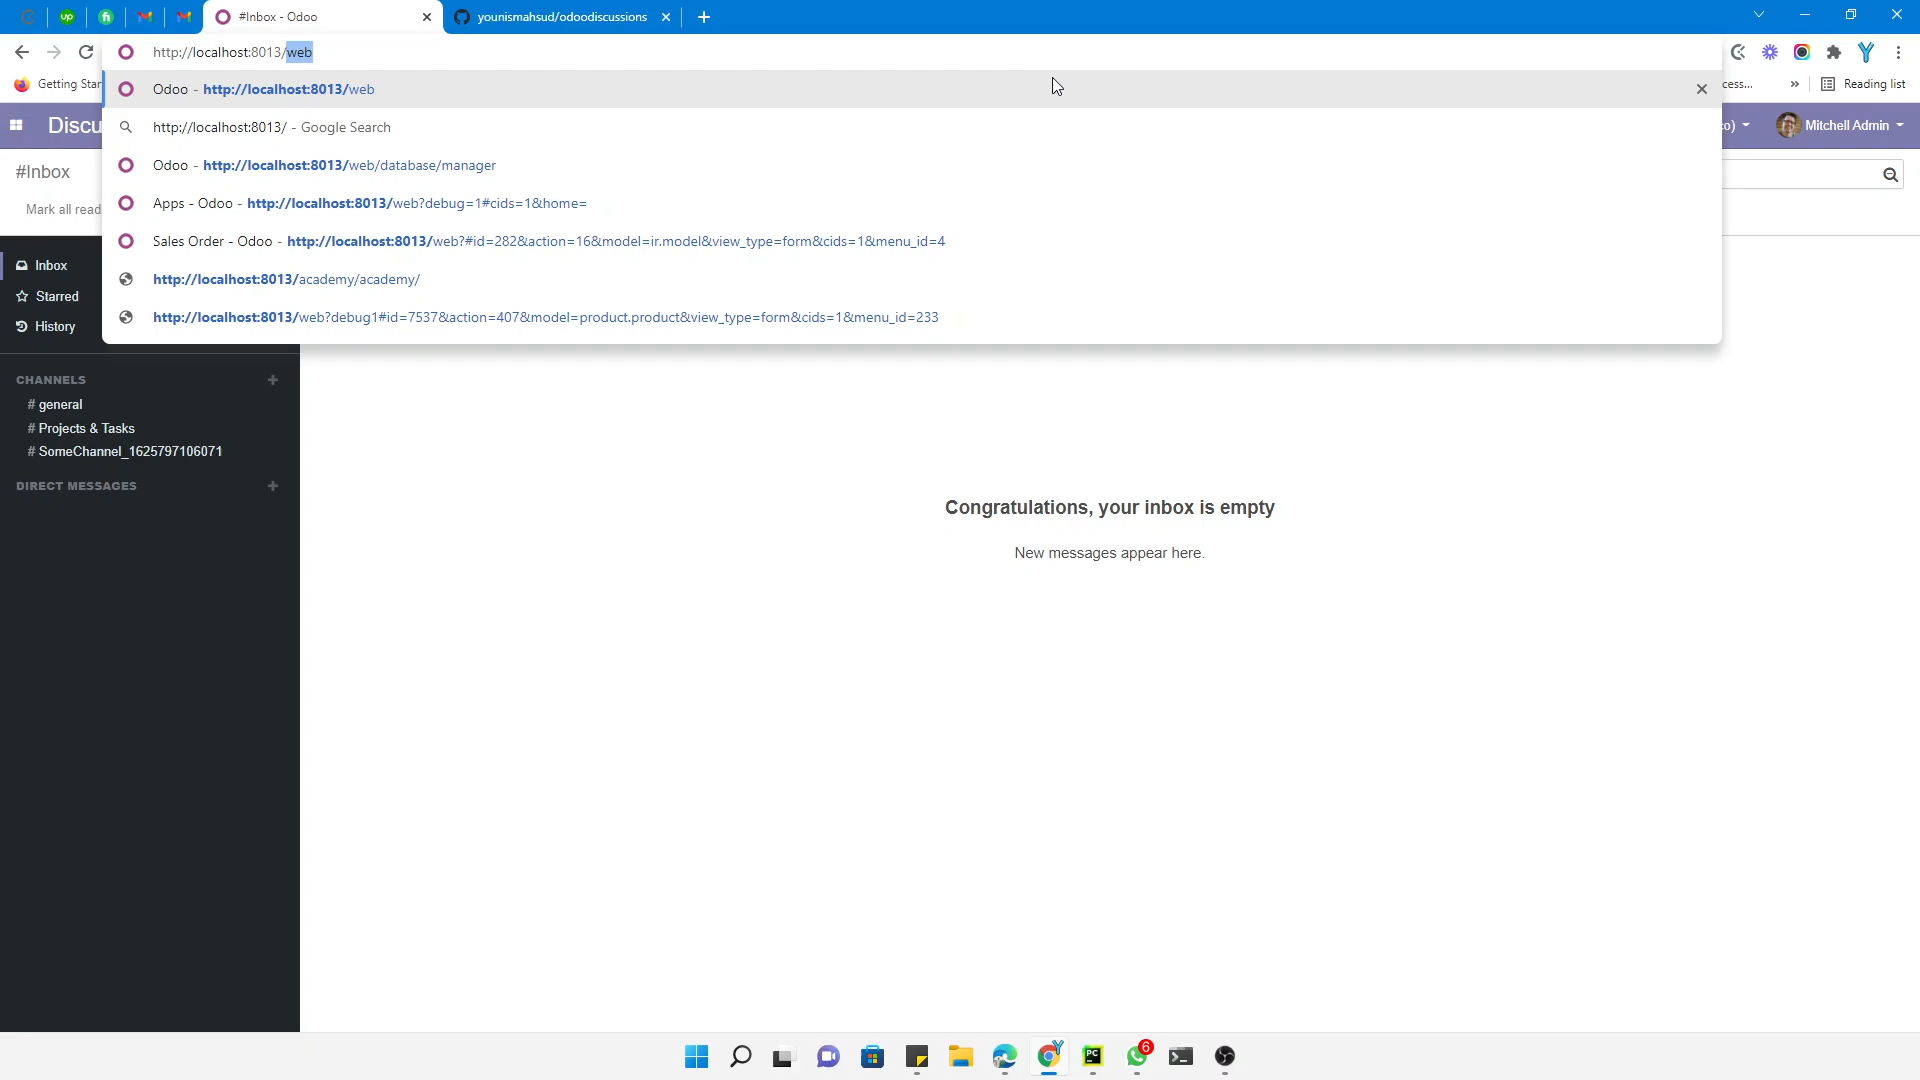 #Inbox - Odoo
younismahsud/odoodiscussions
http://localhost:8013/web
Getting Star
Odoo - http://localhost:8013/web
cess...
»
Reading list
Discu
http://localhost:8013/ - Google Search
Mitchell Admin
#Inbox
Odoo - http://localhost:8013/web/database/manager
Mark all read
Apps - Odoo - http://localhost:8013/web?debug=1#cids=1&home=
Sales Order - Odoo - http://localhost:8013/web?#id=282&action=16&model=ir.model&view_type=form&cids=1&menu_id=4
Inbox
http://localhost:8013/academy/academy/
Starred
http://localhost:8013/web?debug1#id=7537&action=407&model=product.product&view_type=form&cids=1&menu_id=233
History
CHANNELS
# general
# Projects & Tasks
# SomeChannel_1625797106071
DIRECT MESSAGES
Congratulations, your inbox is empty
New messages appear here.
up
fi
PC
6